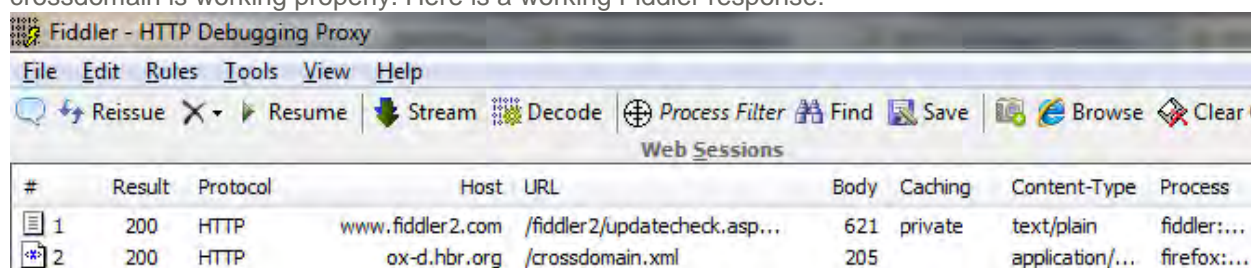 crossdomain is working properly. Here is a working Fiddler response:
Fiddler - HTTP Debugging Proxy
File Edit Rules Tools View Help
Reissue Resume Stream Decode Process Filter Find Save Browse Clear
Web Sessions
# Result Protocol Host URL Body Caching Content-Type Process
1 200 HTTP www.fiddler2.com /fiddler2/updatecheck.asp... 621 private text/plain fiddler:...
2 200 HTTP ox-d.hbr.org /crossdomain.xml 205 application/... firefox:...